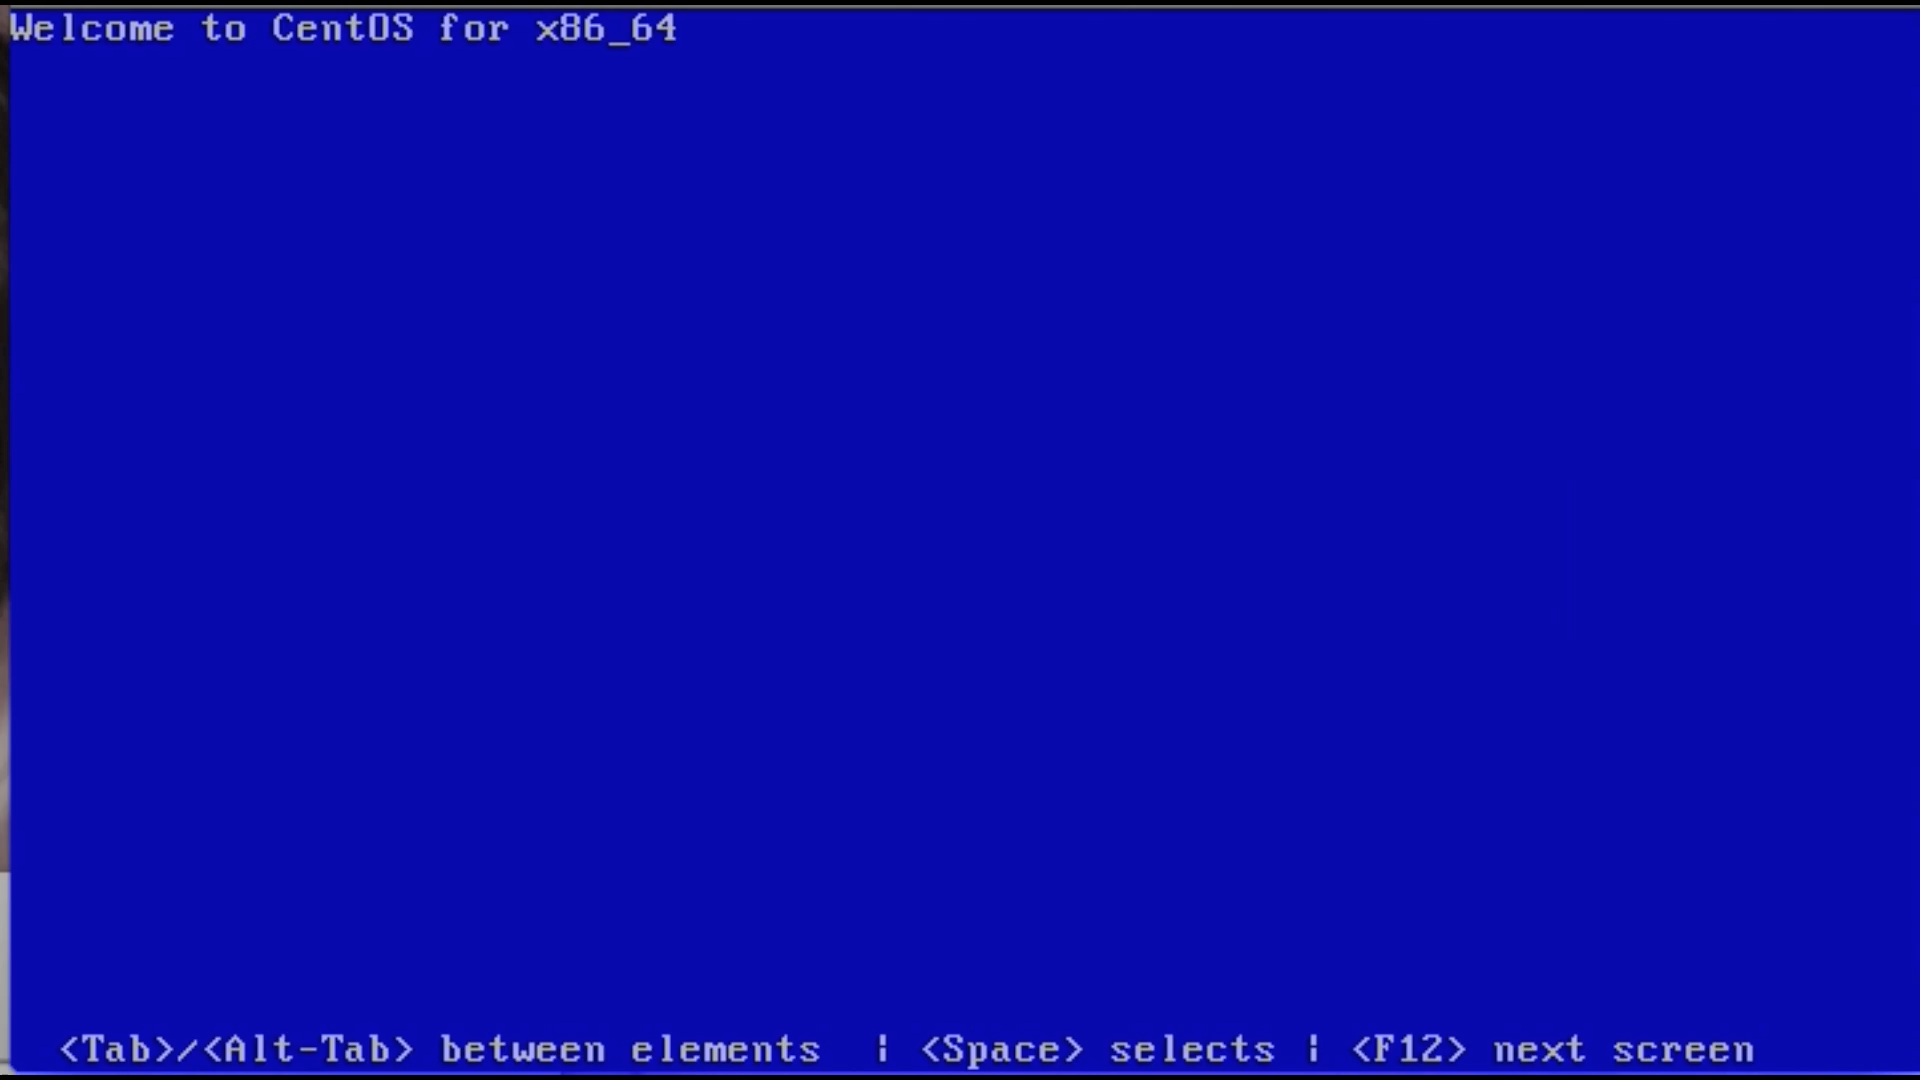 Welcome to CentOS for x86_64
<Tab>/<Alt-Tab> between elements | <Space> selects | <F12> next screen